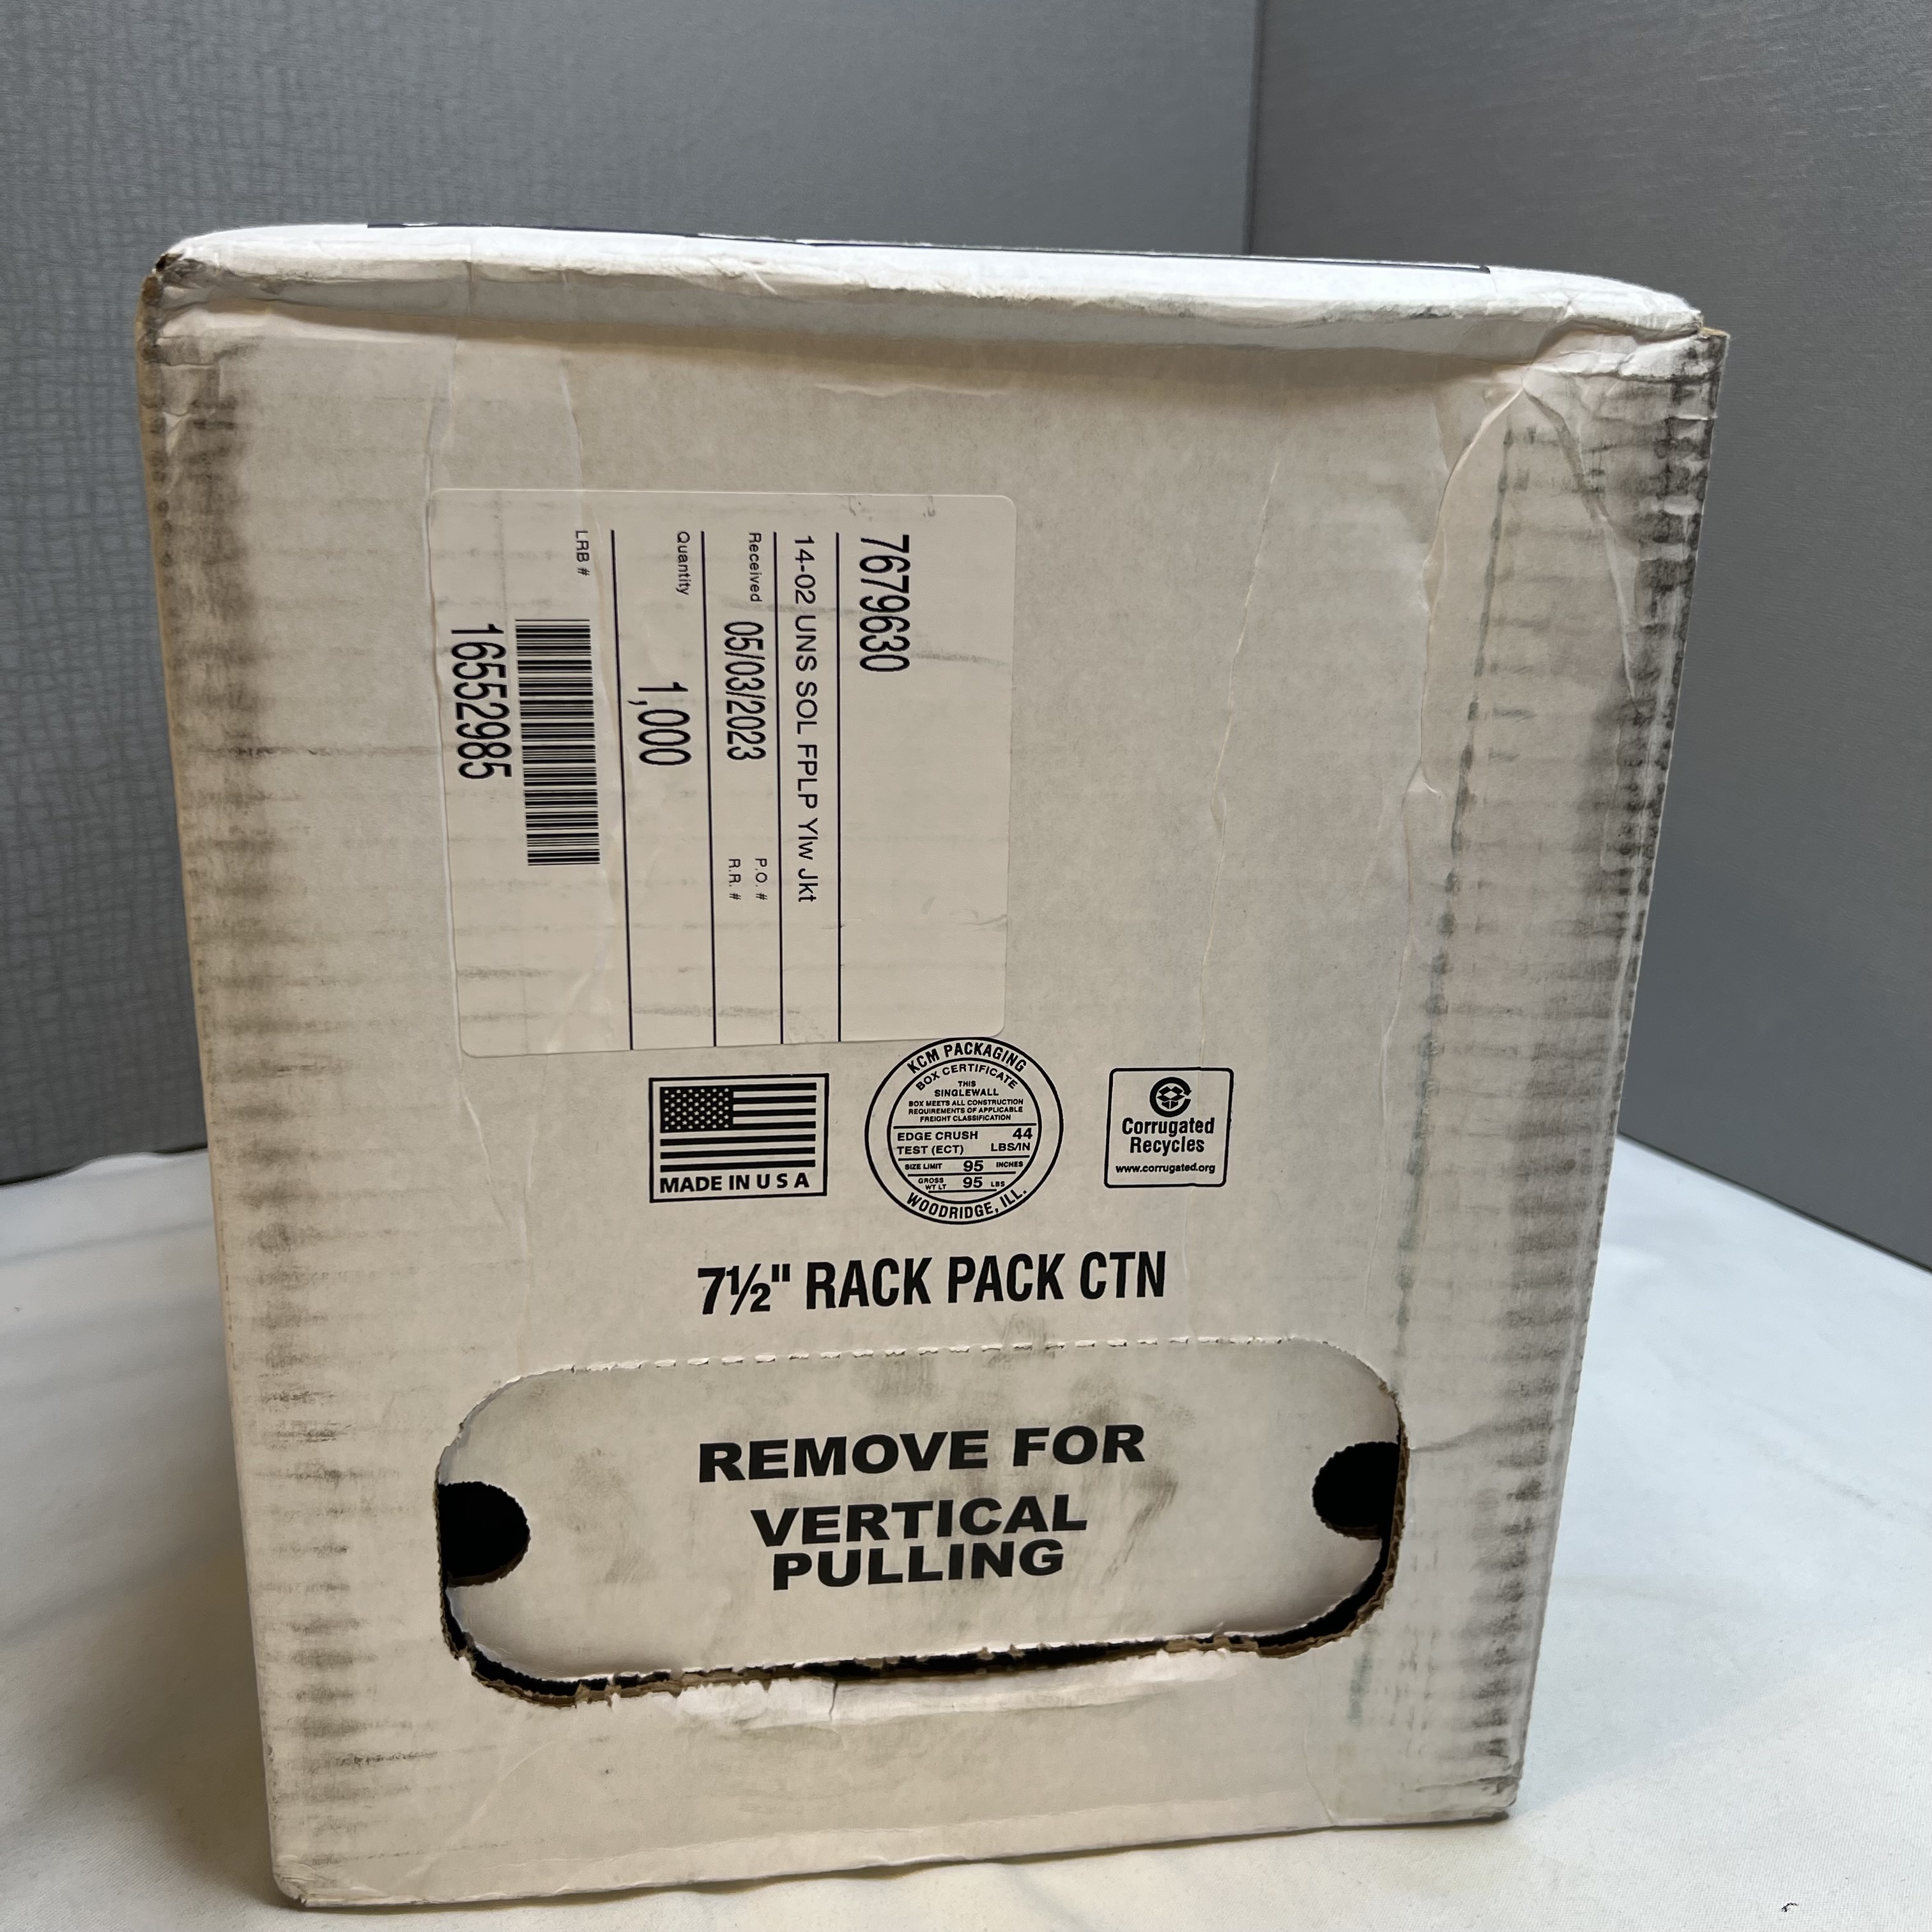 7679630
14-02 UNS SOL FPLP Ylw Jkt
Received 05/03/2023 P.O. #
R.R. #
Quantity 1,000
LRB #
16552985
MADE IN U S A
KCM PACKAGING
BOX CERTIFICATE
THIS
SINGLEWALL
BOX MEETS ALL CONSTRUCTION
REQUIREMENTS OF APPLICABLE
FREIGHT CLASSIFICATION
EDGE CRUSH 44
TEST (ECT) LBS/IN
SIZE LIMIT 95 INCHES
GROSS
WT LT 95 LBS
WOODRIDGE, ILL.
Corrugated
Recycles
www.corrugated.org
7½" RACK PACK CTN
REMOVE FOR
VERTICAL
PULLING